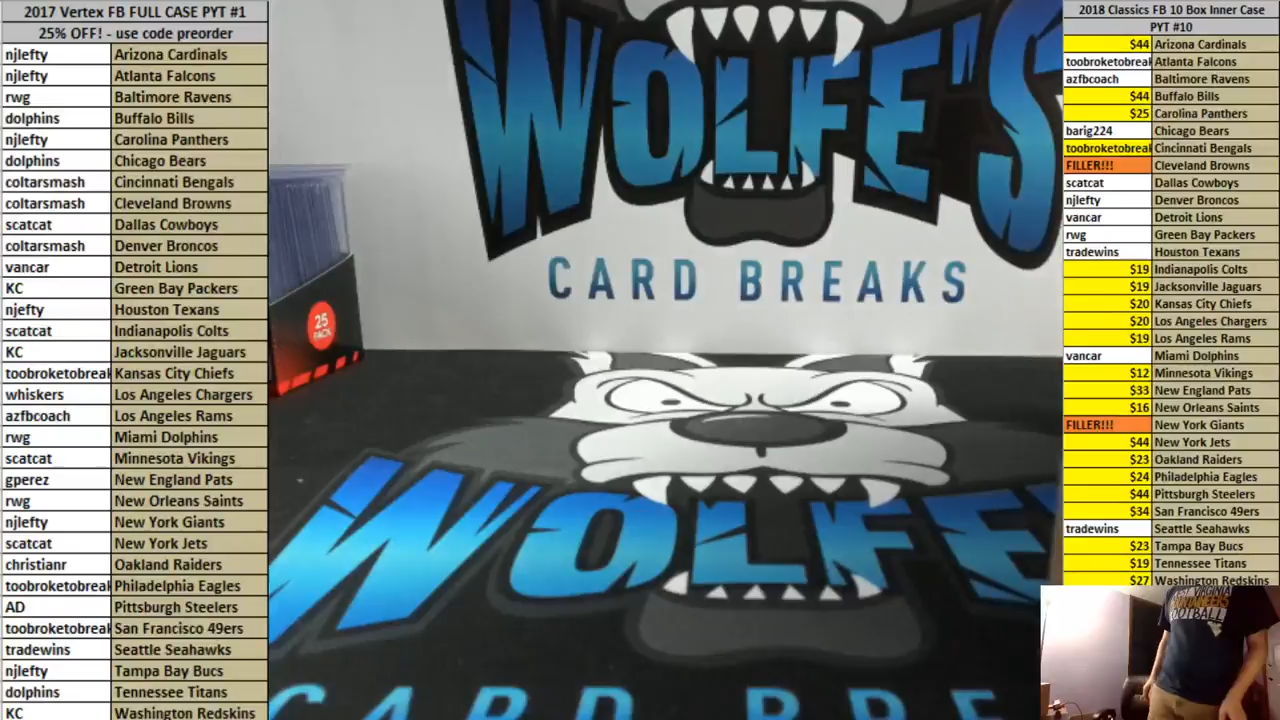 2017 Vertex FB FULL CASE PYT #1
25% OFF! - use code preorder
njlefty Arizona Cardinals
njlefty Atlanta Falcons
rwg Baltimore Ravens
dolphins Buffalo Bills
njlefty Carolina Panthers
dolphins Chicago Bears
coltarsmash Cincinnati Bengals
coltarsmash Cleveland Browns
scatcat Dallas Cowboys
coltarsmash Denver Broncos
vancar Detroit Lions
KC Green Bay Packers
njefty Houston Texans
scatcat Indianapolis Colts
KC Jacksonville Jaguars
toobroketobreak Kansas City Chiefs
whiskers Los Angeles Chargers
azfbcoach Los Angeles Rams
rwg Miami Dolphins
scatcat Minnesota Vikings
gperez New England Pats
rwg New Orleans Saints
njlefty New York Giants
scatcat New York Jets
christianr Oakland Raiders
toobroketobreak Philadelphia Eagles
AD Pittsburgh Steelers
toobroketobreak San Francisco 49ers
tradewins Seattle Seahawks
njlefty Tampa Bay Bucs
dolphins Tennessee Titans
KC Washington Redskins
WOLFE'S
CARD BREAKS
25
PACK
WOLFE
CARD BRE
2018 Classics FB 10 Box Inner Case
PYT #10
$44 Arizona Cardinals
toobroketobreak Atlanta Falcons
azfbcoach Baltimore Ravens
$44 Buffalo Bills
$25 Carolina Panthers
barig224 Chicago Bears
toobroketobreak Cincinnati Bengals
FILLER!!! Cleveland Browns
scatcat Dallas Cowboys
njlefty Denver Broncos
vancar Detroit Lions
rwg Green Bay Packers
tradewins Houston Texans
$19 Indianapolis Colts
$19 Jacksonville Jaguars
$20 Kansas City Chiefs
$20 Los Angeles Chargers
$19 Los Angeles Rams
vancar Miami Dolphins
$12 Minnesota Vikings
$33 New England Pats
$16 New Orleans Saints
FILLER!!! New York Giants
$44 New York Jets
$23 Oakland Raiders
$24 Philadelphia Eagles
$44 Pittsburgh Steelers
$34 San Francisco 49ers
tradewins Seattle Seahawks
$23 Tampa Bay Bucs
$19 Tennessee Titans
$27 Washington Redskins
VIRGINIA
MOUNTAINEERS
FOOTBALL